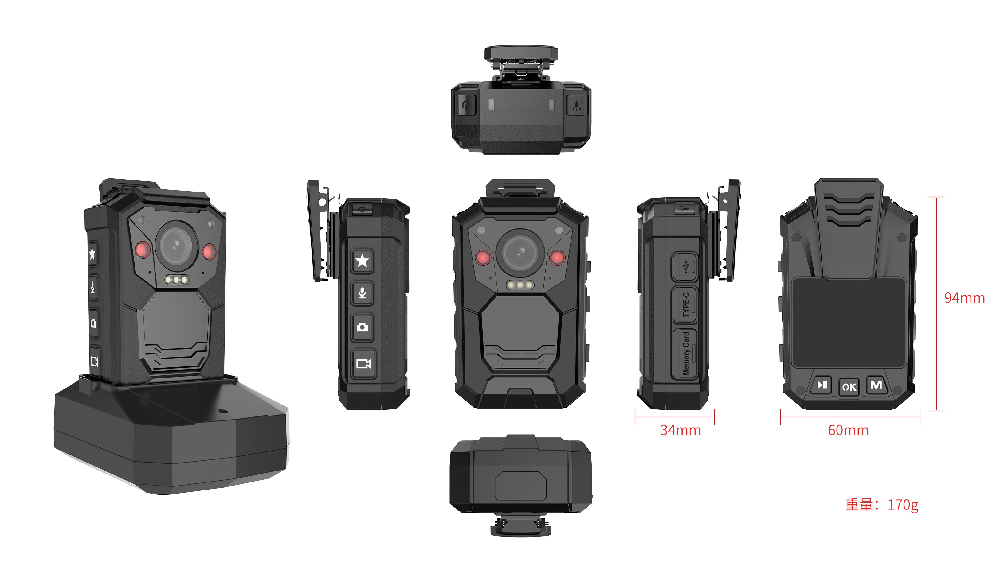 TYPE-C
Memory Card
OK
M
94mm
34mm
60mm
重量：170g